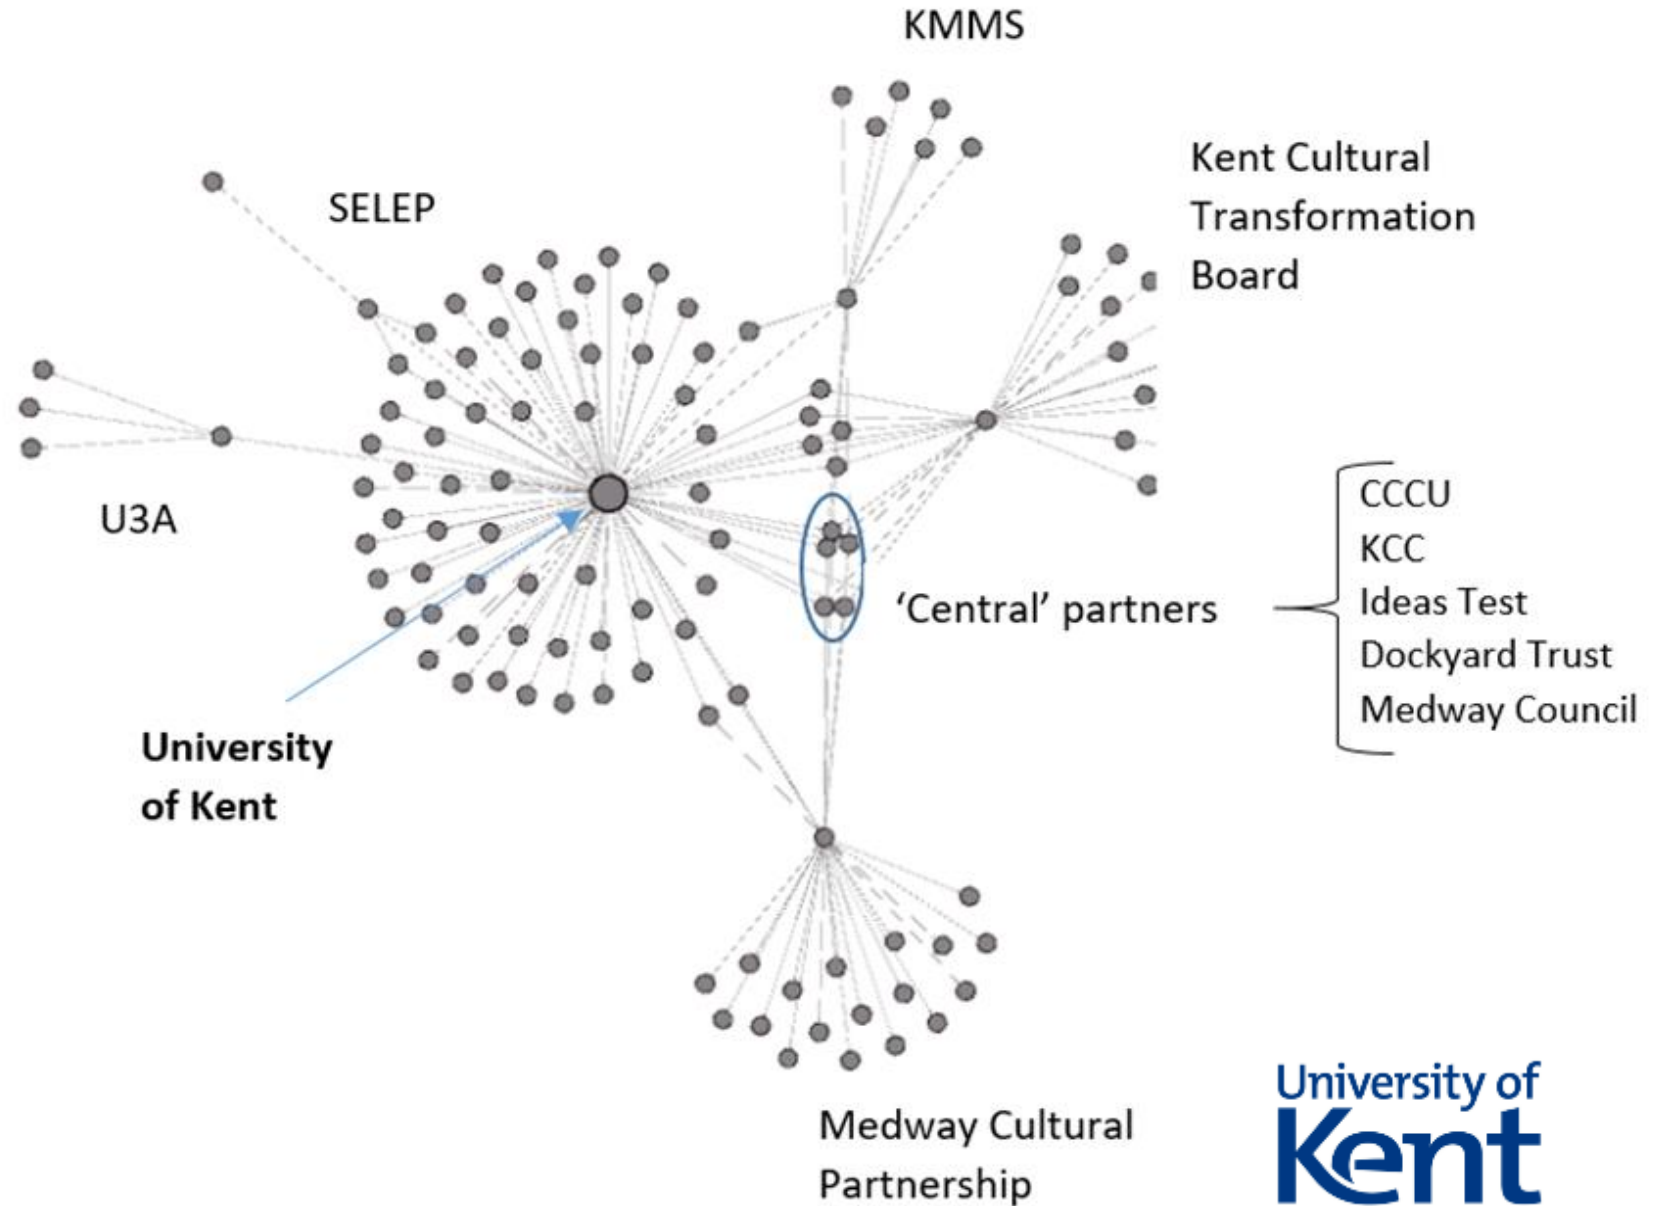 KMMS
Kent Cultural
Transformation
Board
SELEP
U3A
CCCU
KCC
Ideas Test
Dockyard Trust
Medway Council
‘Central’ partners
University
of Kent
Medway Cultural
Partnership
University of
Kent